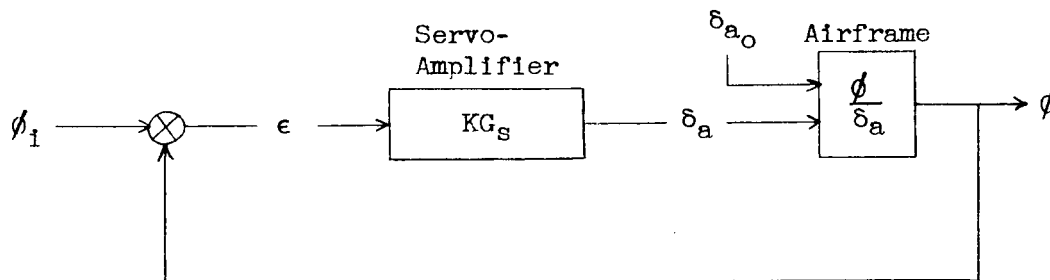 Servo-
Amplifier
δa₀
Airframe
ϕi
ϵ
KGs
δa
ϕ
δa
ϕ